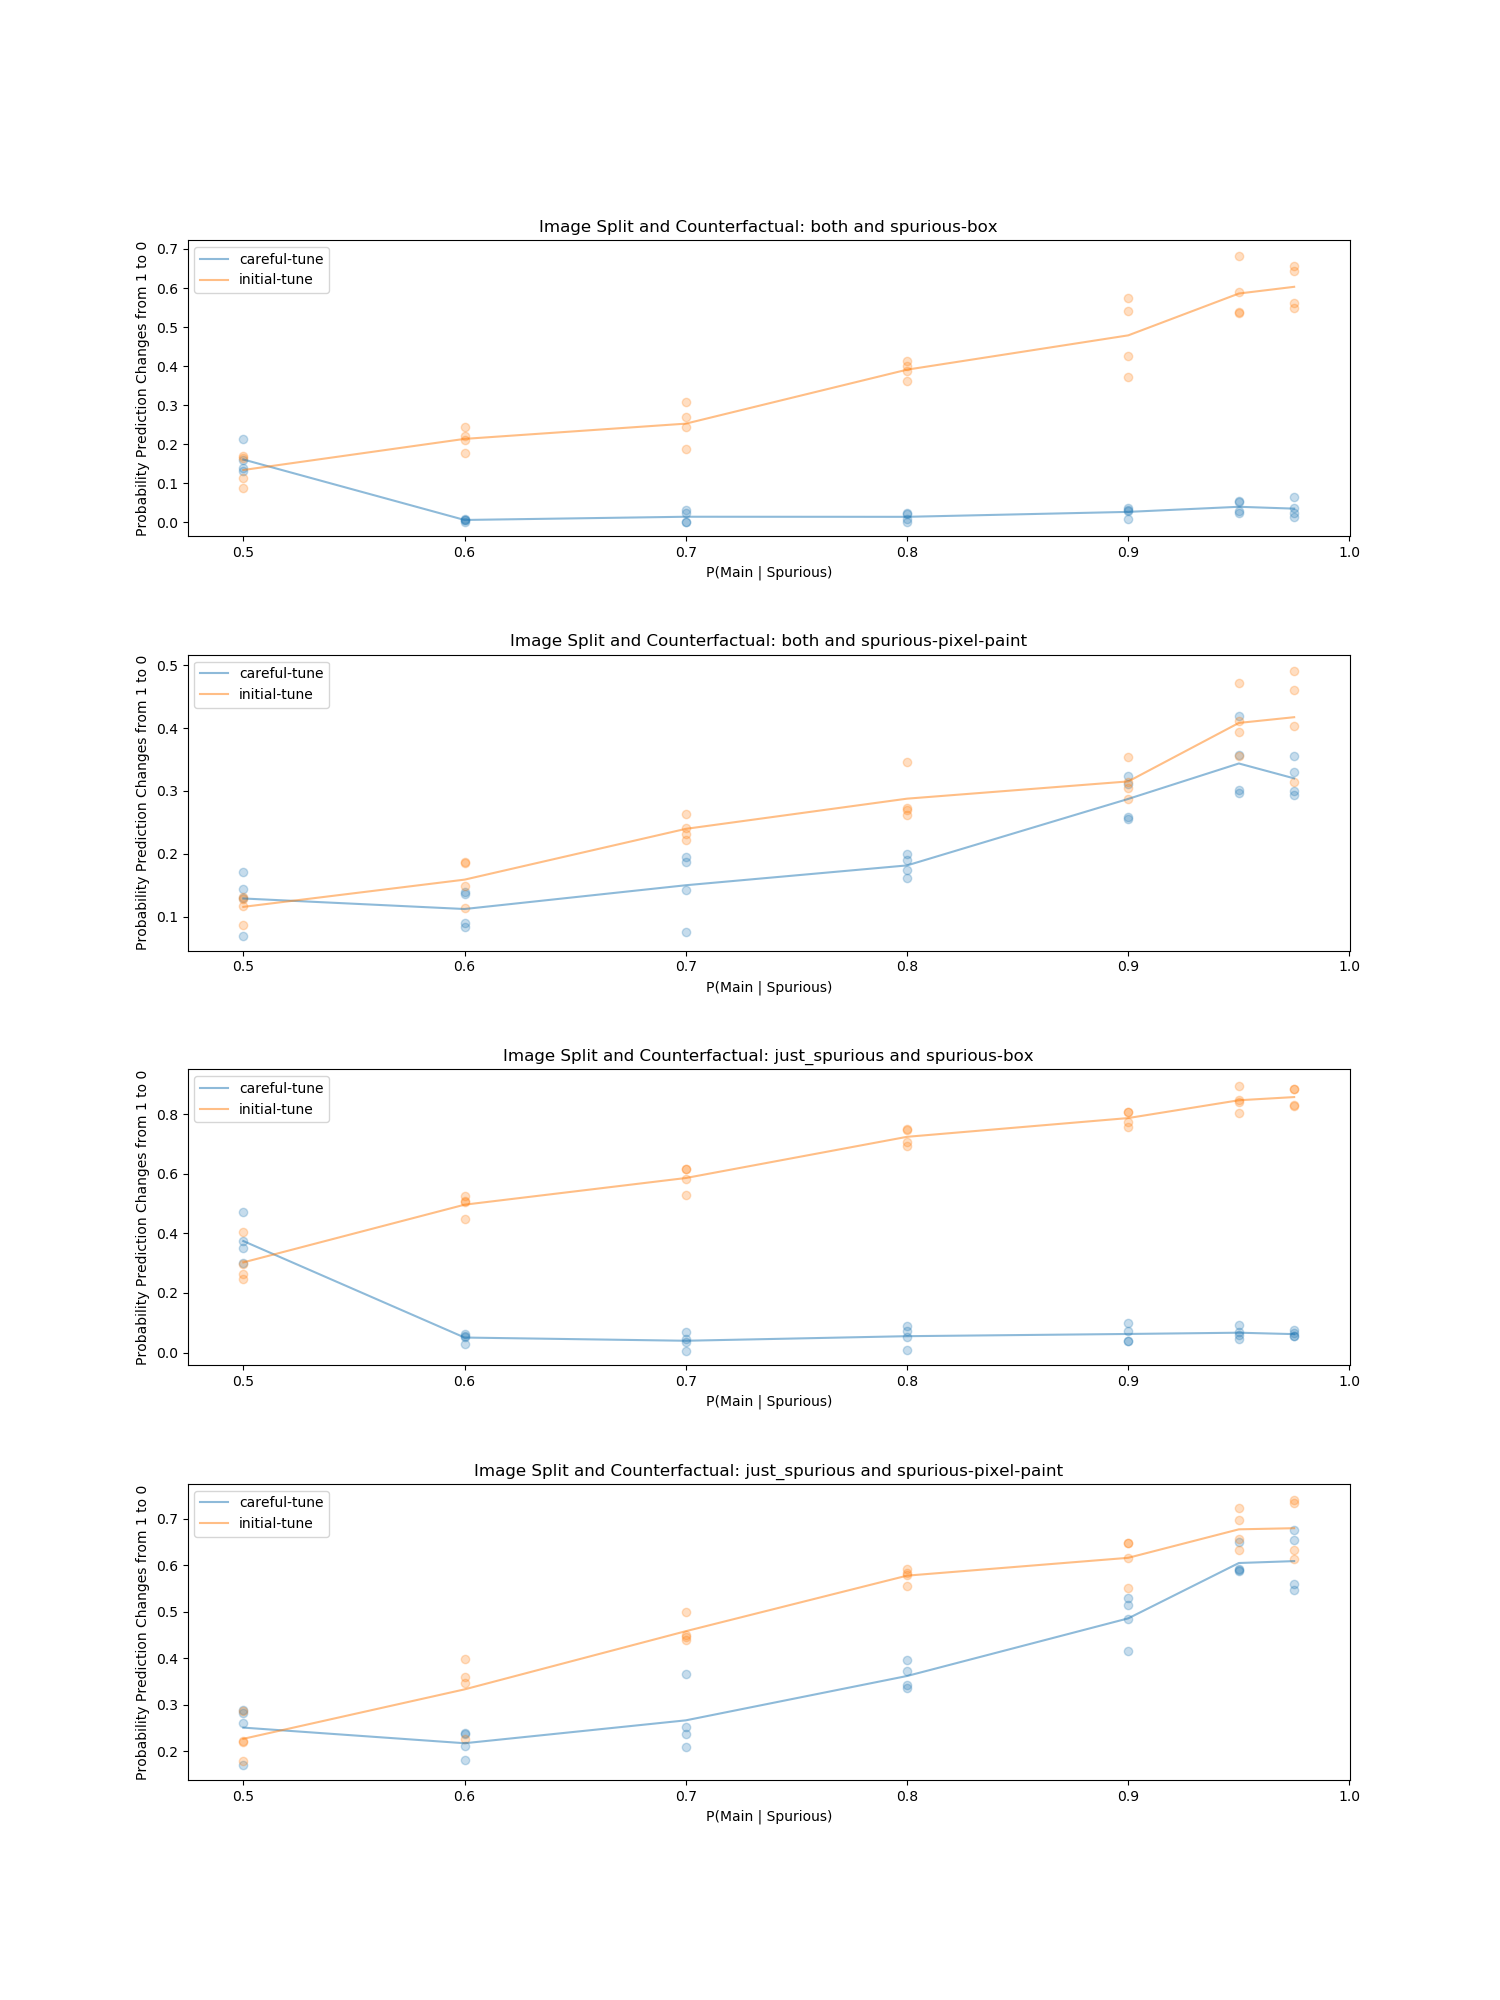 Image Split and Counterfactual: both and spurious-box
Probability Prediction Changes from 1 to 0
0.7
0.6
0.5
0.4
0.3
0.2
0.1
0.0
careful-tune
initial-tune
0.5 0.6 0.7 0.8 0.9 1.0
P(Main | Spurious)
Image Split and Counterfactual: both and spurious-pixel-paint
Probability Prediction Changes from 1 to 0
0.5
0.4
0.3
0.2
0.1
careful-tune
initial-tune
0.5 0.6 0.7 0.8 0.9 1.0
P(Main | Spurious)
Image Split and Counterfactual: just_spurious and spurious-box
Probability Prediction Changes from 1 to 0
0.8
0.6
0.4
0.2
0.0
careful-tune
initial-tune
0.5 0.6 0.7 0.8 0.9 1.0
P(Main | Spurious)
Image Split and Counterfactual: just_spurious and spurious-pixel-paint
Probability Prediction Changes from 1 to 0
0.7
0.6
0.5
0.4
0.3
0.2
careful-tune
initial-tune
0.5 0.6 0.7 0.8 0.9 1.0
P(Main | Spurious)